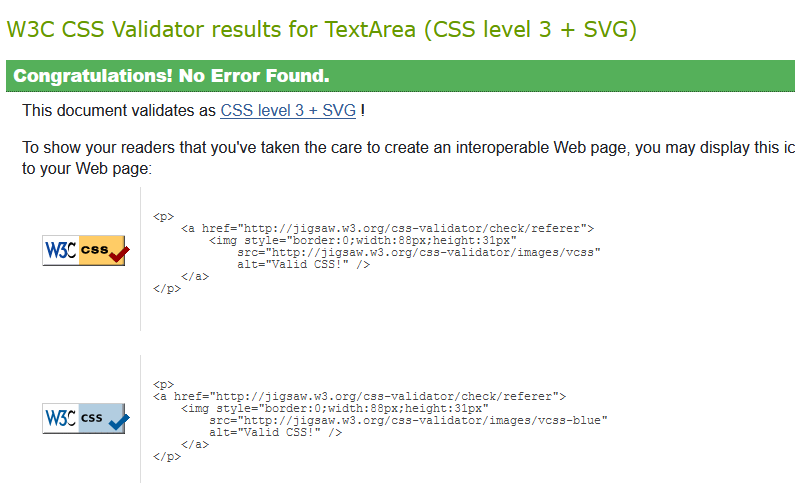 W3C CSS Validator results for TextArea (CSS level 3 + SVG)
Congratulations! No Error Found.
This document validates as CSS level 3 + SVG !
To show your readers that you've taken the care to create an interoperable Web page, you may display this ic
to your Web page:
<p>
<a href="http://jigsaw.w3.org/css-validator/check/referer">
<img style="border:0;width:88px;height:31px"
src="http://jigsaw.w3.org/css-validator/images/vcss"
alt="Valid CSS!" />
</a>
</p>
W3C css
<p>
<a href="http://jigsaw.w3.org/css-validator/check/referer">
<img style="border:0;width:88px;height:31px"
src="http://jigsaw.w3.org/css-validator/images/vcss-blue"
alt="Valid CSS!" />
</a>
</p>
W3C css